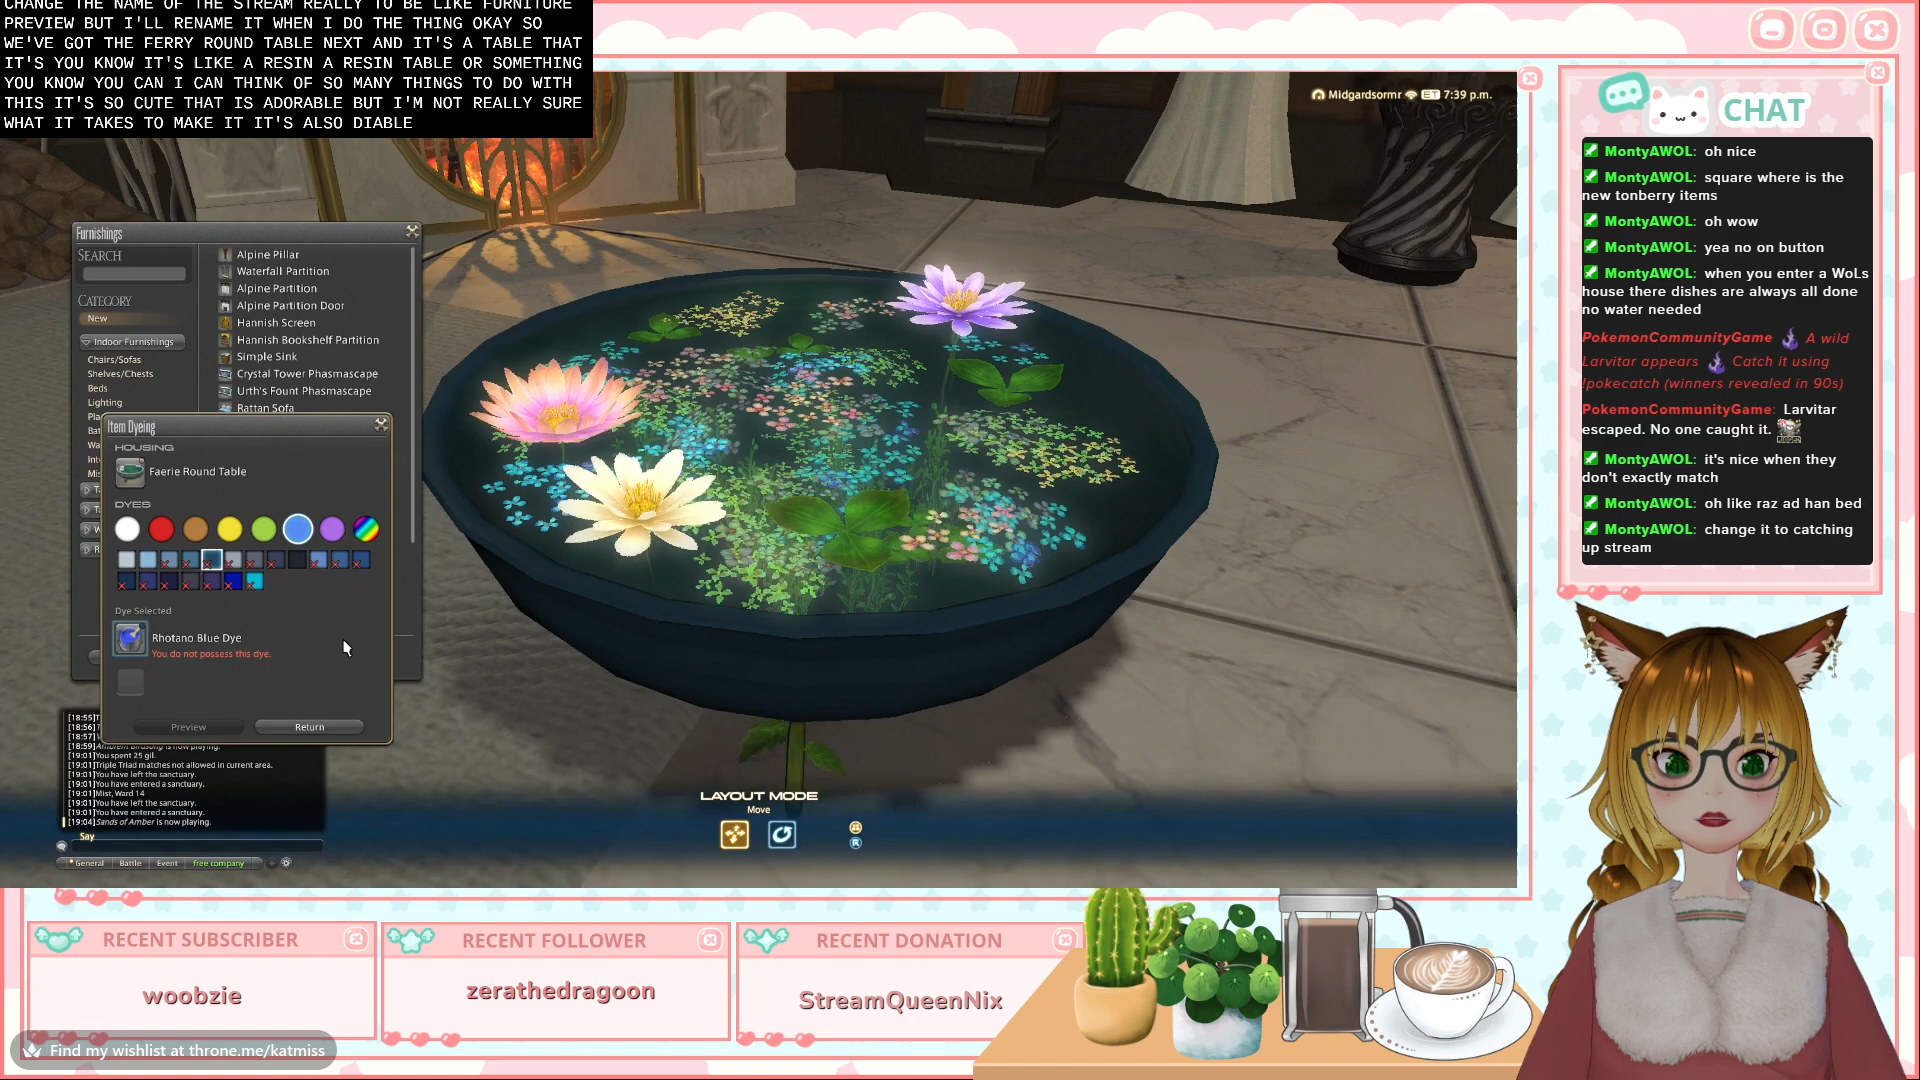 CHANGE THE NAME OF THE STREAM REALLY TO BE LIKE FURNITURE
PREVIEW BUT I'LL RENAME IT WHEN I DO THE THING OKAY SO
WE'VE GOT THE FERRY ROUND TABLE NEXT AND IT'S A TABLE THAT
IT'S YOU KNOW IT'S LIKE A RESIN A RESIN TABLE OR SOMETHING
YOU KNOW YOU CAN I CAN THINK OF SO MANY THINGS TO DO WITH
THIS IT'S SO CUTE THAT IS ADORABLE BUT I'M NOT REALLY SURE
WHAT IT TAKES TO MAKE IT IT'S ALSO DIABLE
Midgardsormr ET 7:39 p.m.
Furnishings
SEARCH
CATEGORY
New
Indoor Furnishings
Chairs/Sofas
Shelves/Chests
Beds
Lighting
Alpine Pillar
Waterfall Partition
Alpine Partition
Alpine Partition Door
Hannish Screen
Hannish Bookshelf Partition
Simple Sink
Crystal Tower Phasmascape
Urth's Fount Phasmascape
Rattan Sofa
Item Dyeing
HOUSING
Faerie Round Table
DYES
Dye Selected
Rhotano Blue Dye
You do not possess this dye.
Preview
Return
[18:55]
[18:56]
[18:57]
[18:59]Ambient Birdsong is now playing.
[19:01]You spent 25 gil.
[19:01]Triple Triad matches not allowed in current area.
[19:01]You have left the sanctuary.
[19:01]You have entered a sanctuary.
[19:01]Mist, Ward 14
[19:01]You have left the sanctuary.
[19:01]You have entered a sanctuary.
[19:04]Sands of Amber is now playing.
Say
General Battle Event free company
LAYOUT MODE
Move
CHAT
MontyAWOL: oh nice
MontyAWOL: square where is the
new tonberry items
MontyAWOL: oh wow
MontyAWOL: yea no on button
MontyAWOL: when you enter a WoLs
house there dishes are always all done
no water needed
PokemonCommunityGame A wild
Larvitar appears Catch it using
!pokecatch (winners revealed in 90s)
PokemonCommunityGame: Larvitar
escaped. No one caught it.
MontyAWOL: it's nice when they
don't exactly match
MontyAWOL: oh like raz ad han bed
MontyAWOL: change it to catching
up stream
RECENT SUBSCRIBER
woobzie
RECENT FOLLOWER
zerathedragoon
RECENT DONATION
StreamQueenNix
Find my wishlist at throne.me/katmiss